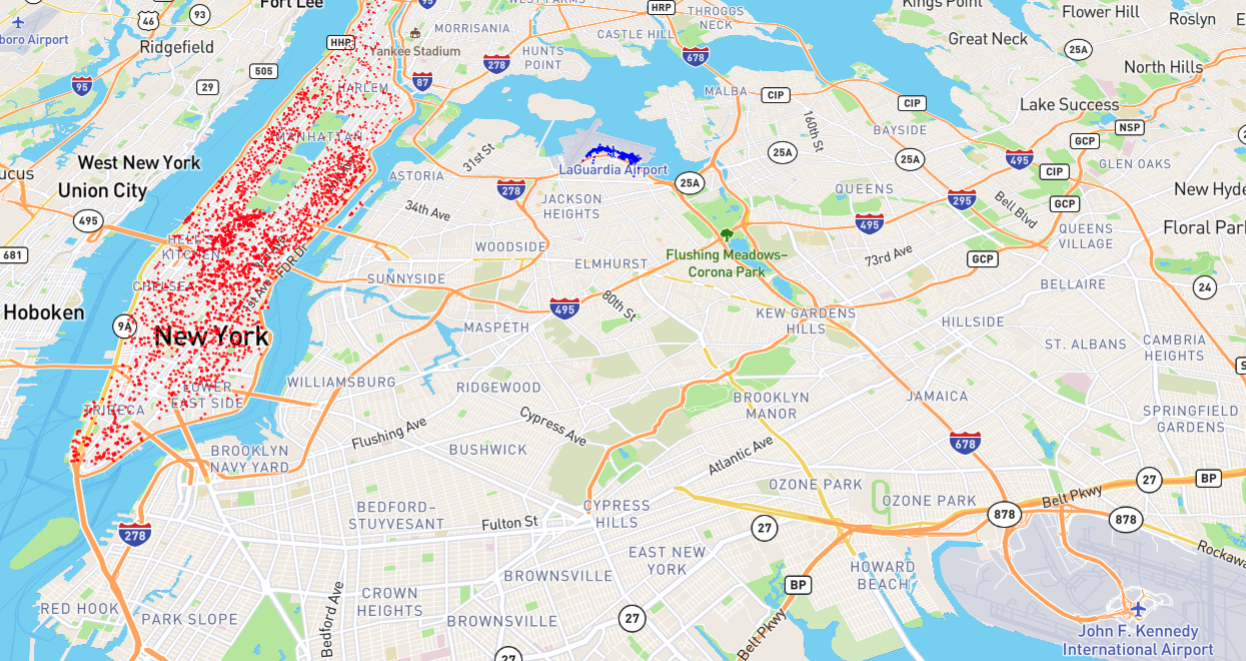 Fort Lee
95
WEST FARMS
HRP
THROGGS
NECK
Kings Point
Flower Hill
Roslyn
46
93
boro Airport
Ridgefield
HHP
Yankee Stadium
MORRISANIA
CASTLE HILL
HUNTS
POINT
278
678
Great Neck
25A
North Hills
505
95
29
87
HARLEM
MALBA
CIP
CIP
Lake Success
NSP
160th St
BAYSIDE
GCP
MANHATTAN
31st St
25A
25A
495
CIP
GLEN OAKS
West New York
LaGuardia Airport
ucus
Union City
ASTORIA
278
25A
QUEENS
295
GCP
New Hyde
495
34th Ave
JACKSON
HEIGHTS
495
Bell Blvd
QUEENS
VILLAGE
Floral Park
681
HELL'S
KITCHEN
WOODSIDE
ELMHURST
Flushing Meadows–
Corona Park
73rd Ave
GCP
CHELSEA
1st Ave
FDR Dr
SUNNYSIDE
BELLAIRE
24
Hoboken
9A
New York
495
80th St
MASPETH
KEW GARDENS
HILLS
HILLSIDE
ST. ALBANS
CAMBRIA
HEIGHTS
LOWER
EAST SIDE
WILLIAMSBURG
RIDGEWOOD
BROOKLYN
MANOR
JAMAICA
TRIBECA
Cypress Ave
SPRINGFIELD
GARDENS
Flushing Ave
BUSHWICK
Atlantic Ave
678
BROOKLYN
NAVY YARD
OZONE PARK
OZONE PARK
27
BP
Belt Pkwy
BEDFORD–
STUYVESANT
Fulton St
CYPRESS
HILLS
27
878
878
278
EAST NEW
YORK
Rockaway
BROWNSVILLE
BP
HOWARD
BEACH
CROWN
HEIGHTS
RED HOOK
PARK SLOPE
Bedford Ave
BROWNSVILLE
27
Belt Pkwy
27
John F. Kennedy
International Airport